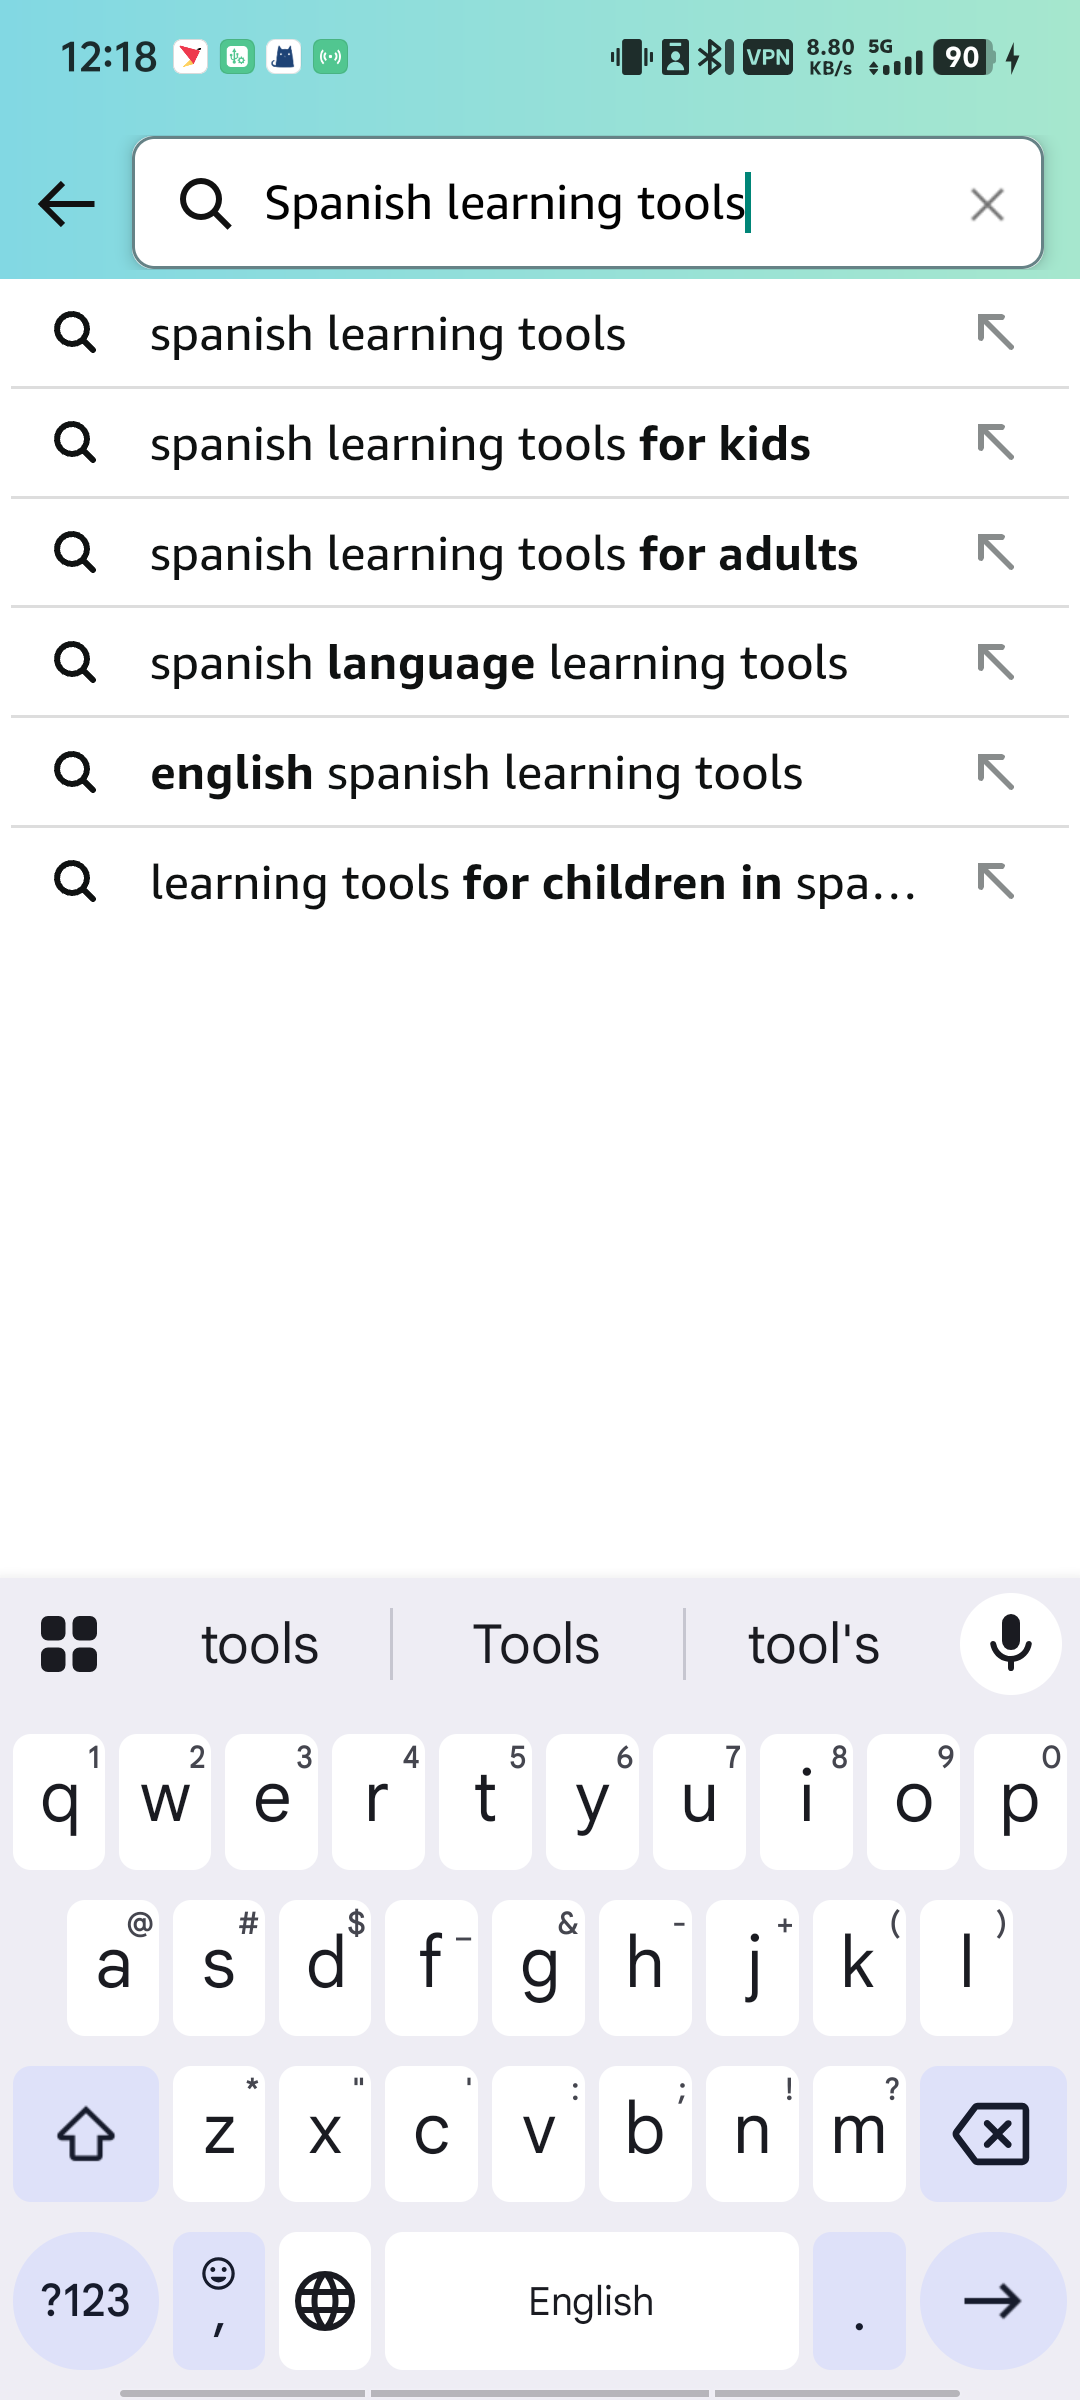 12:18 VPN 8.80 KB/s 5G 90
Spanish learning tools
spanish learning tools
spanish learning tools for kids
spanish learning tools for adults
spanish language learning tools
english spanish learning tools
learning tools for children in spa...
tools Tools tool's
1 2 3 4 5 6 7 8 9 0
q w e r t y u i o p
@ # $ _ & - + ( )
a s d f g h j k l
* " ' : ; ! ?
z x c v b n m
?123 , English .